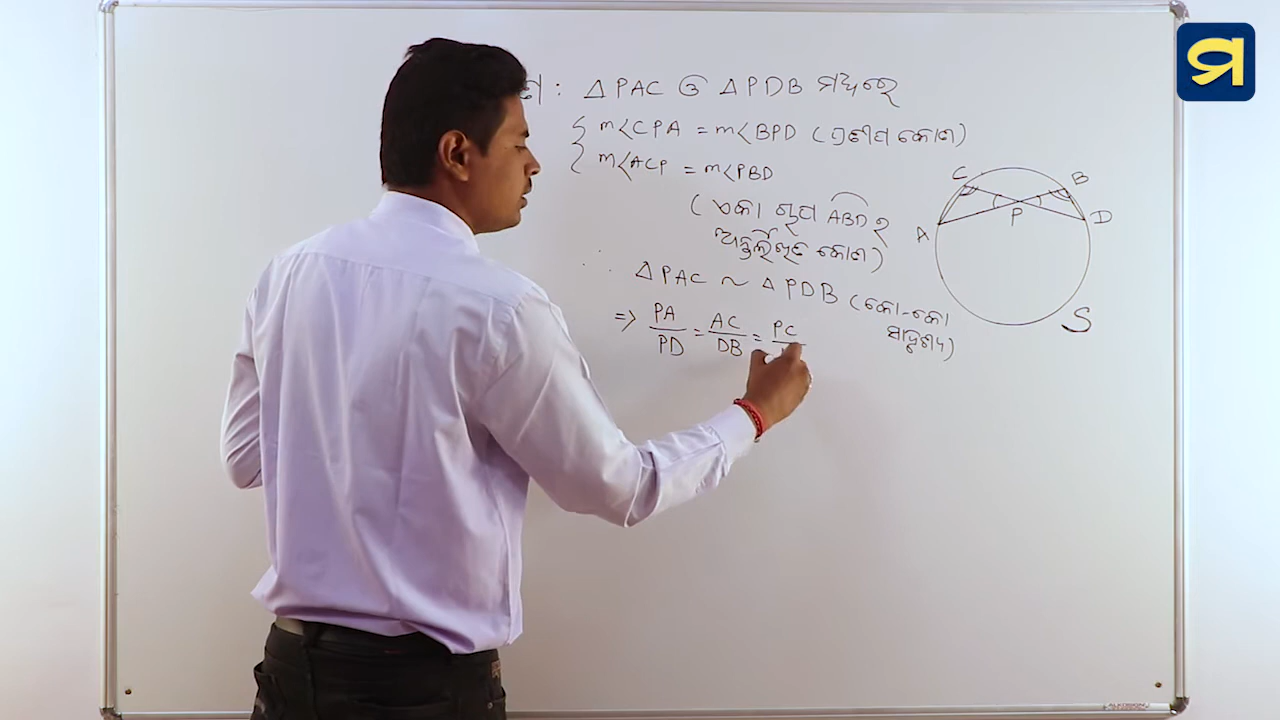 ଣ : △PAC ଓ △PDB ମଧ୍ୟରେ
m<CPA = m<BPD (ପ୍ରତୀପ କୋଣ)
m<ACP = m<PBD
(ଏକା ଚାପ ABD ର
ଅନ୍ତର୍ଲିଖିତ କୋଣ)
∴ △PAC ~ △PDB (କୋ-କୋ
ସାଦୃଶ୍ୟ)
⇒ PA/PD = AC/DB = PC
C B
P
A D
S
ମ